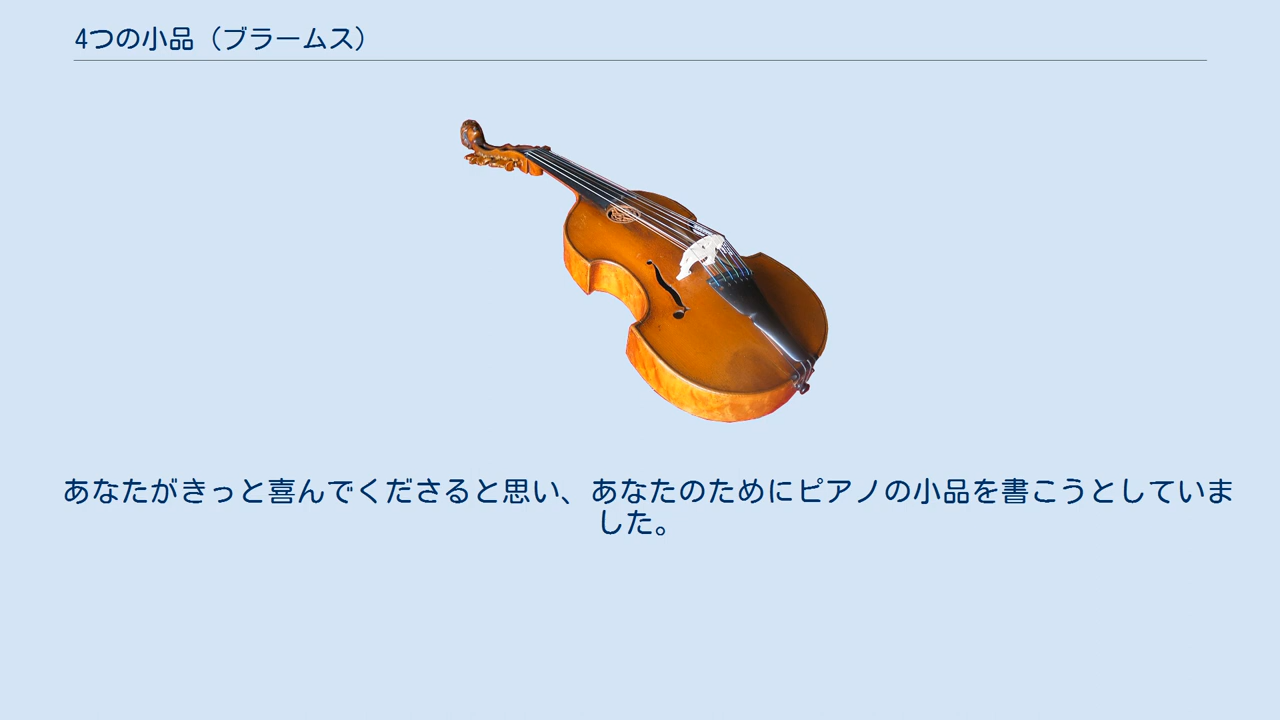 4つの小品（ブラームス）
あなたがきっと喜んでくださると思い、あなたのためにピアノの小品を書こうとしていま
した。